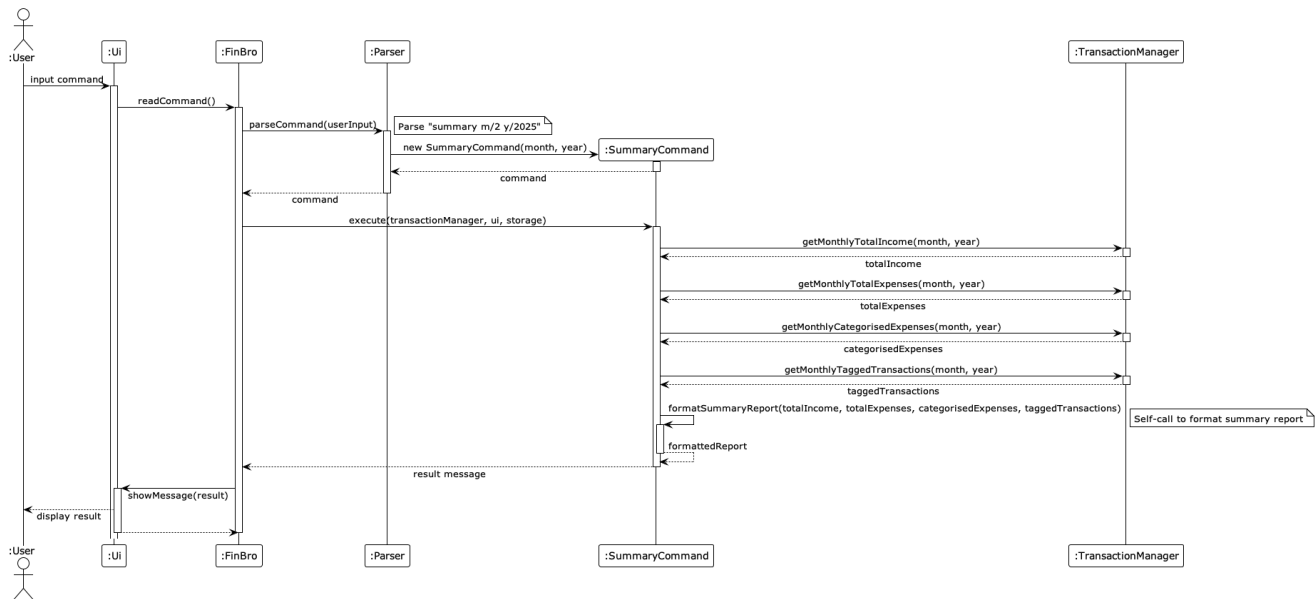 :User
:Ui
:FinBro
:Parser
:TransactionManager
input command
readCommand()
parseCommand(userInput)
Parse "summary m/2 y/2025"
new SummaryCommand(month, year)
:SummaryCommand
command
command
execute(transactionManager, ui, storage)
getMonthlyTotalIncome(month, year)
totalIncome
getMonthlyTotalExpenses(month, year)
totalExpenses
getMonthlyCategorisedExpenses(month, year)
categorisedExpenses
getMonthlyTaggedTransactions(month, year)
taggedTransactions
formatSummaryReport(totalIncome, totalExpenses, categorisedExpenses, taggedTransactions)
Self-call to format summary report
formattedReport
result message
showMessage(result)
display result
:User
:Ui
:FinBro
:Parser
:SummaryCommand
:TransactionManager